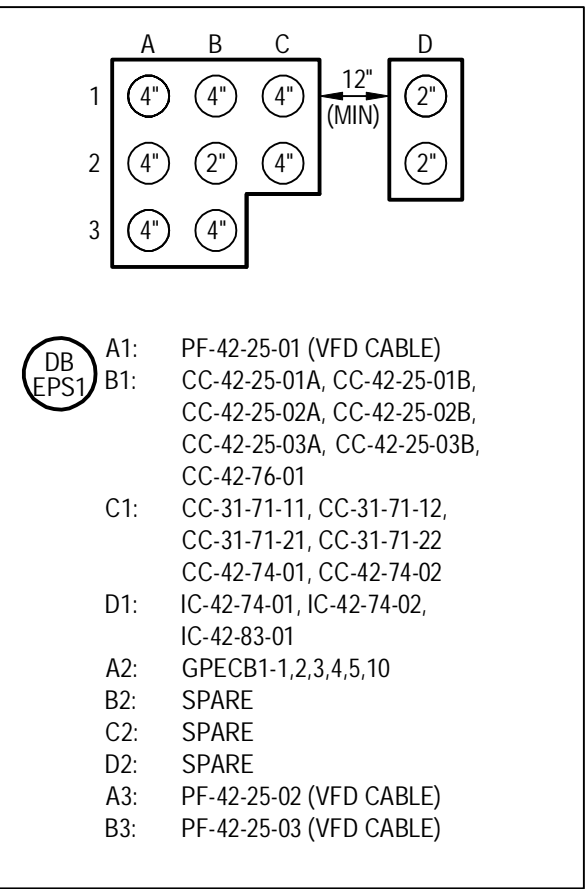 A B C D
12"
1 4" 4" 4" 2"
(MIN)
2 4" 2" 4" 2"
3 4" 4"
DB
EPS1
A1: PF-42-25-01 (VFD CABLE)
B1: CC-42-25-01A, CC-42-25-01B,
CC-42-25-02A, CC-42-25-02B,
CC-42-25-03A, CC-42-25-03B,
CC-42-76-01
C1: CC-31-71-11, CC-31-71-12,
CC-31-71-21, CC-31-71-22
CC-42-74-01, CC-42-74-02
D1: IC-42-74-01, IC-42-74-02,
IC-42-83-01
A2: GPECB1-1,2,3,4,5,10
B2: SPARE
C2: SPARE
D2: SPARE
A3: PF-42-25-02 (VFD CABLE)
B3: PF-42-25-03 (VFD CABLE)